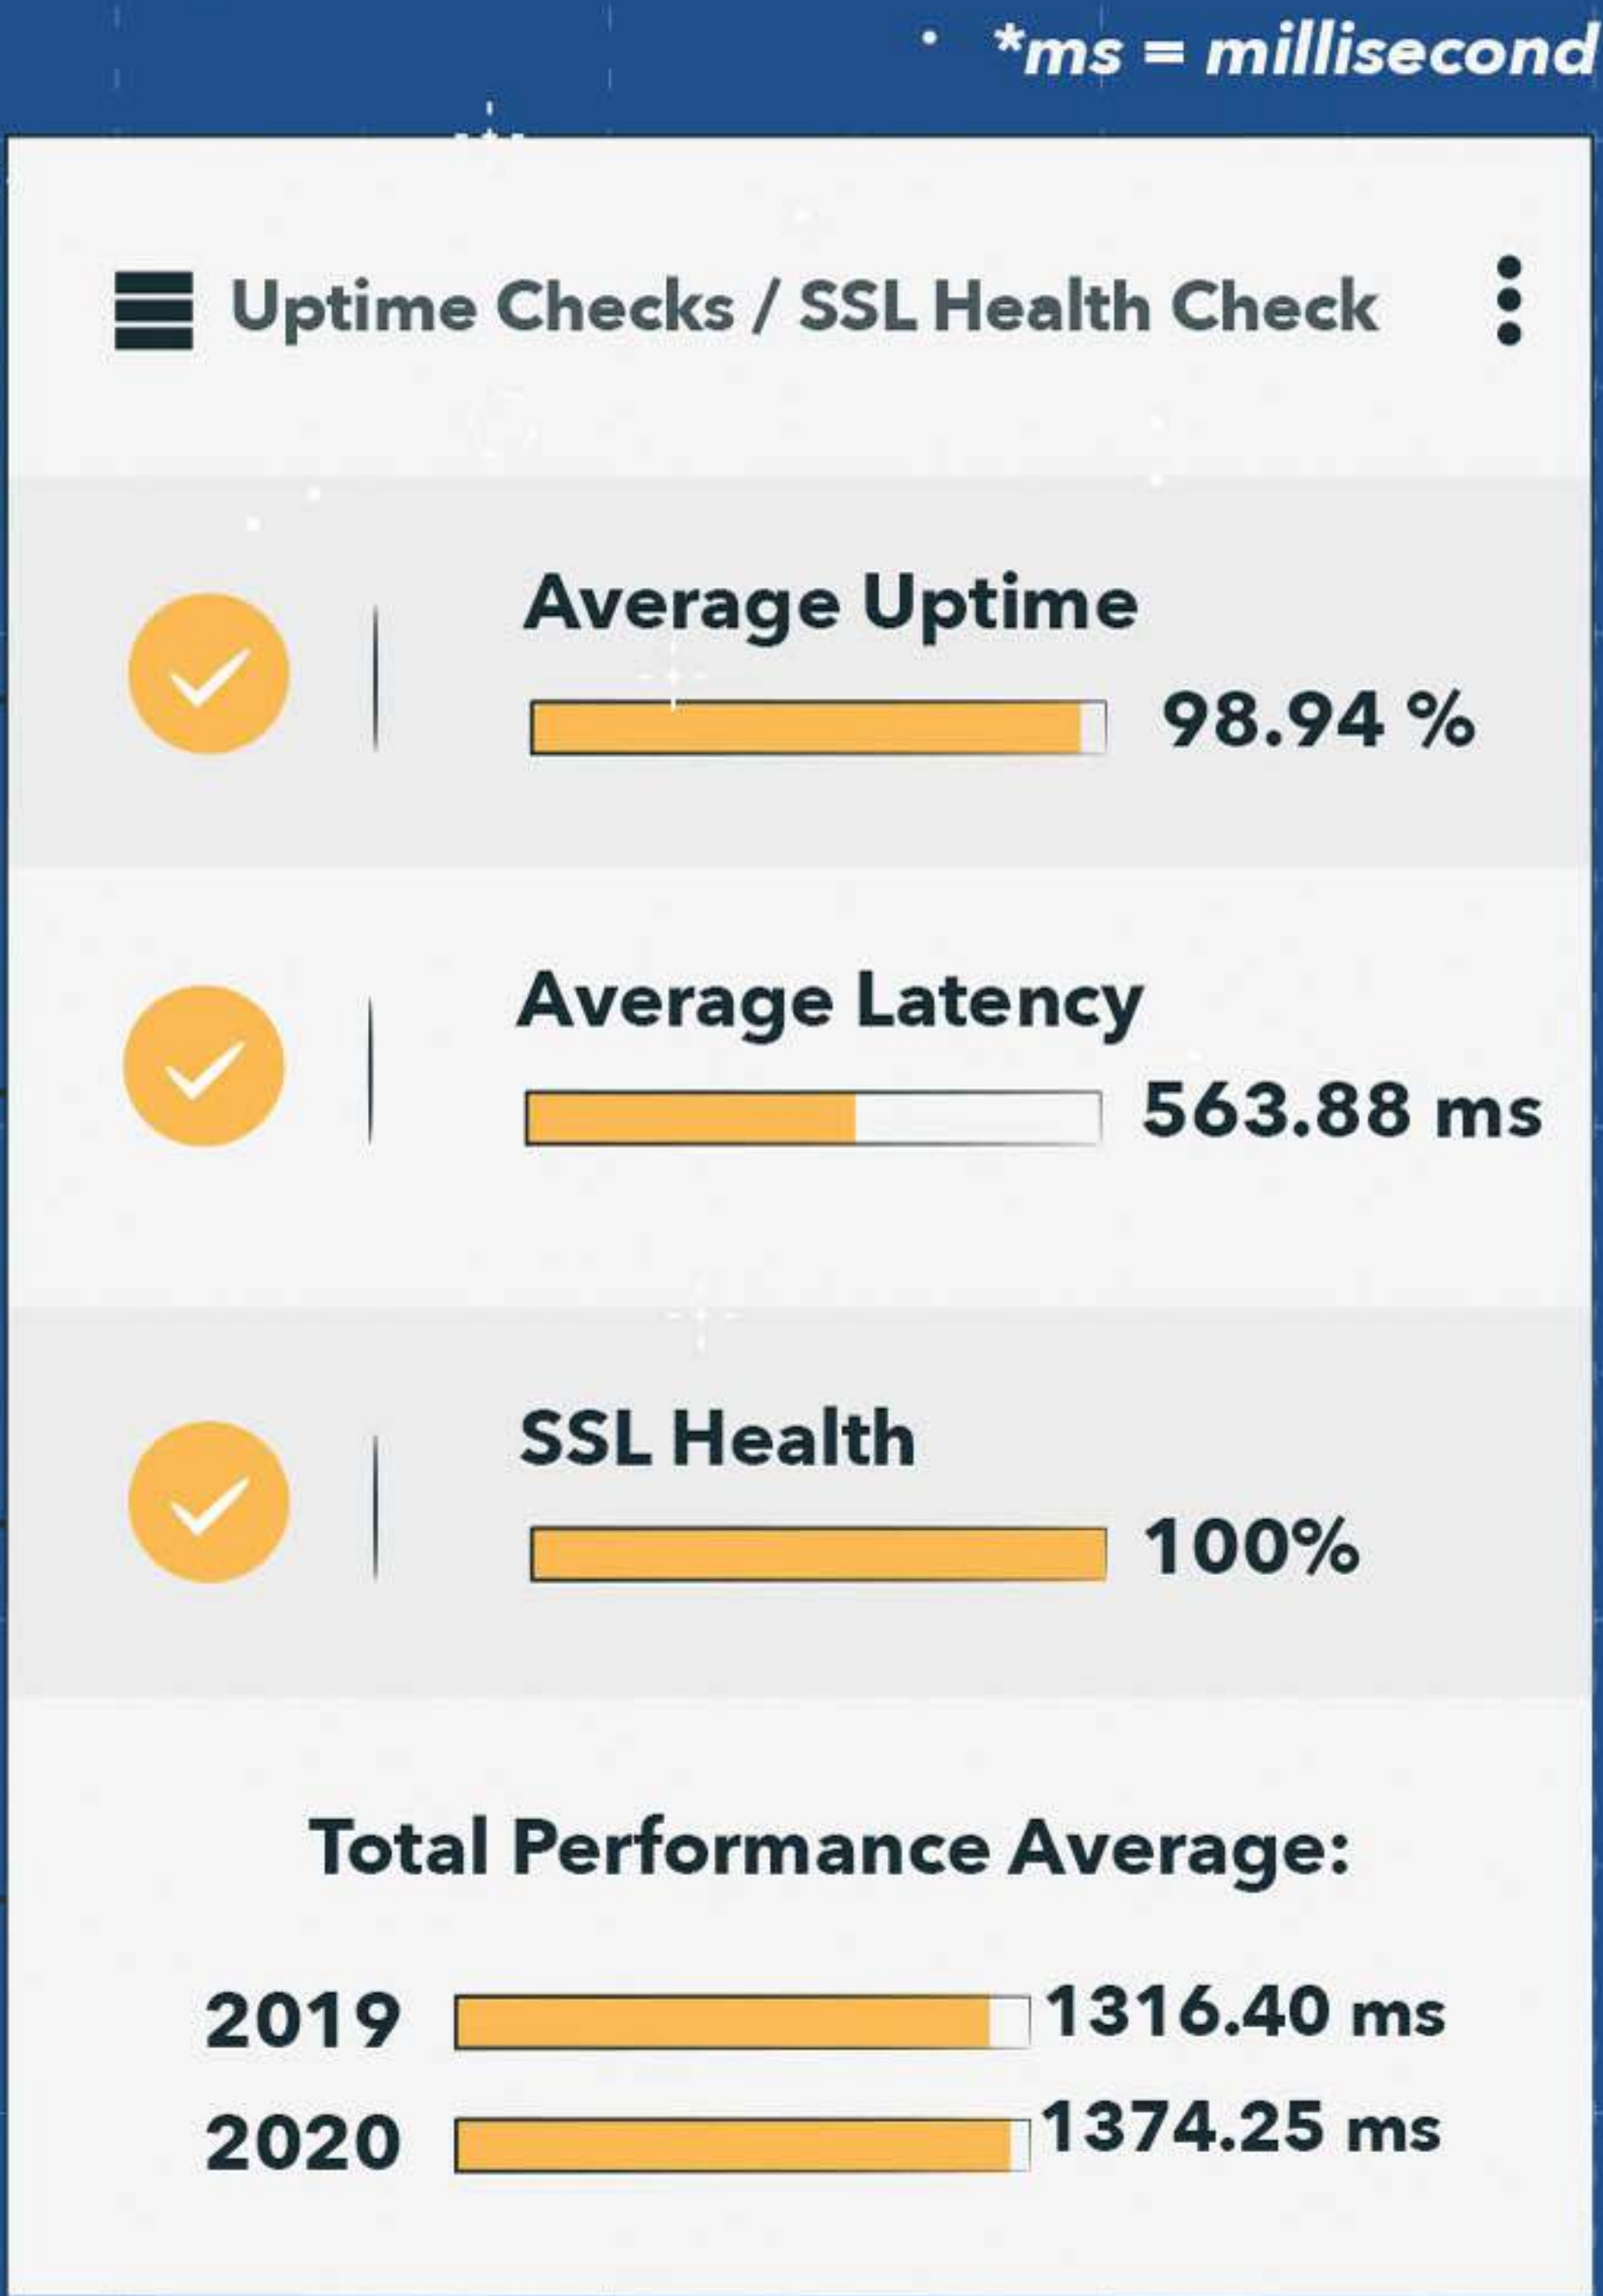 *ms = millisecond
Uptime Checks / SSL Health Check
Average Uptime
98.94 %
Average Latency
563.88 ms
SSL Health
100%
Total Performance Average:
2019 1316.40 ms
2020 1374.25 ms